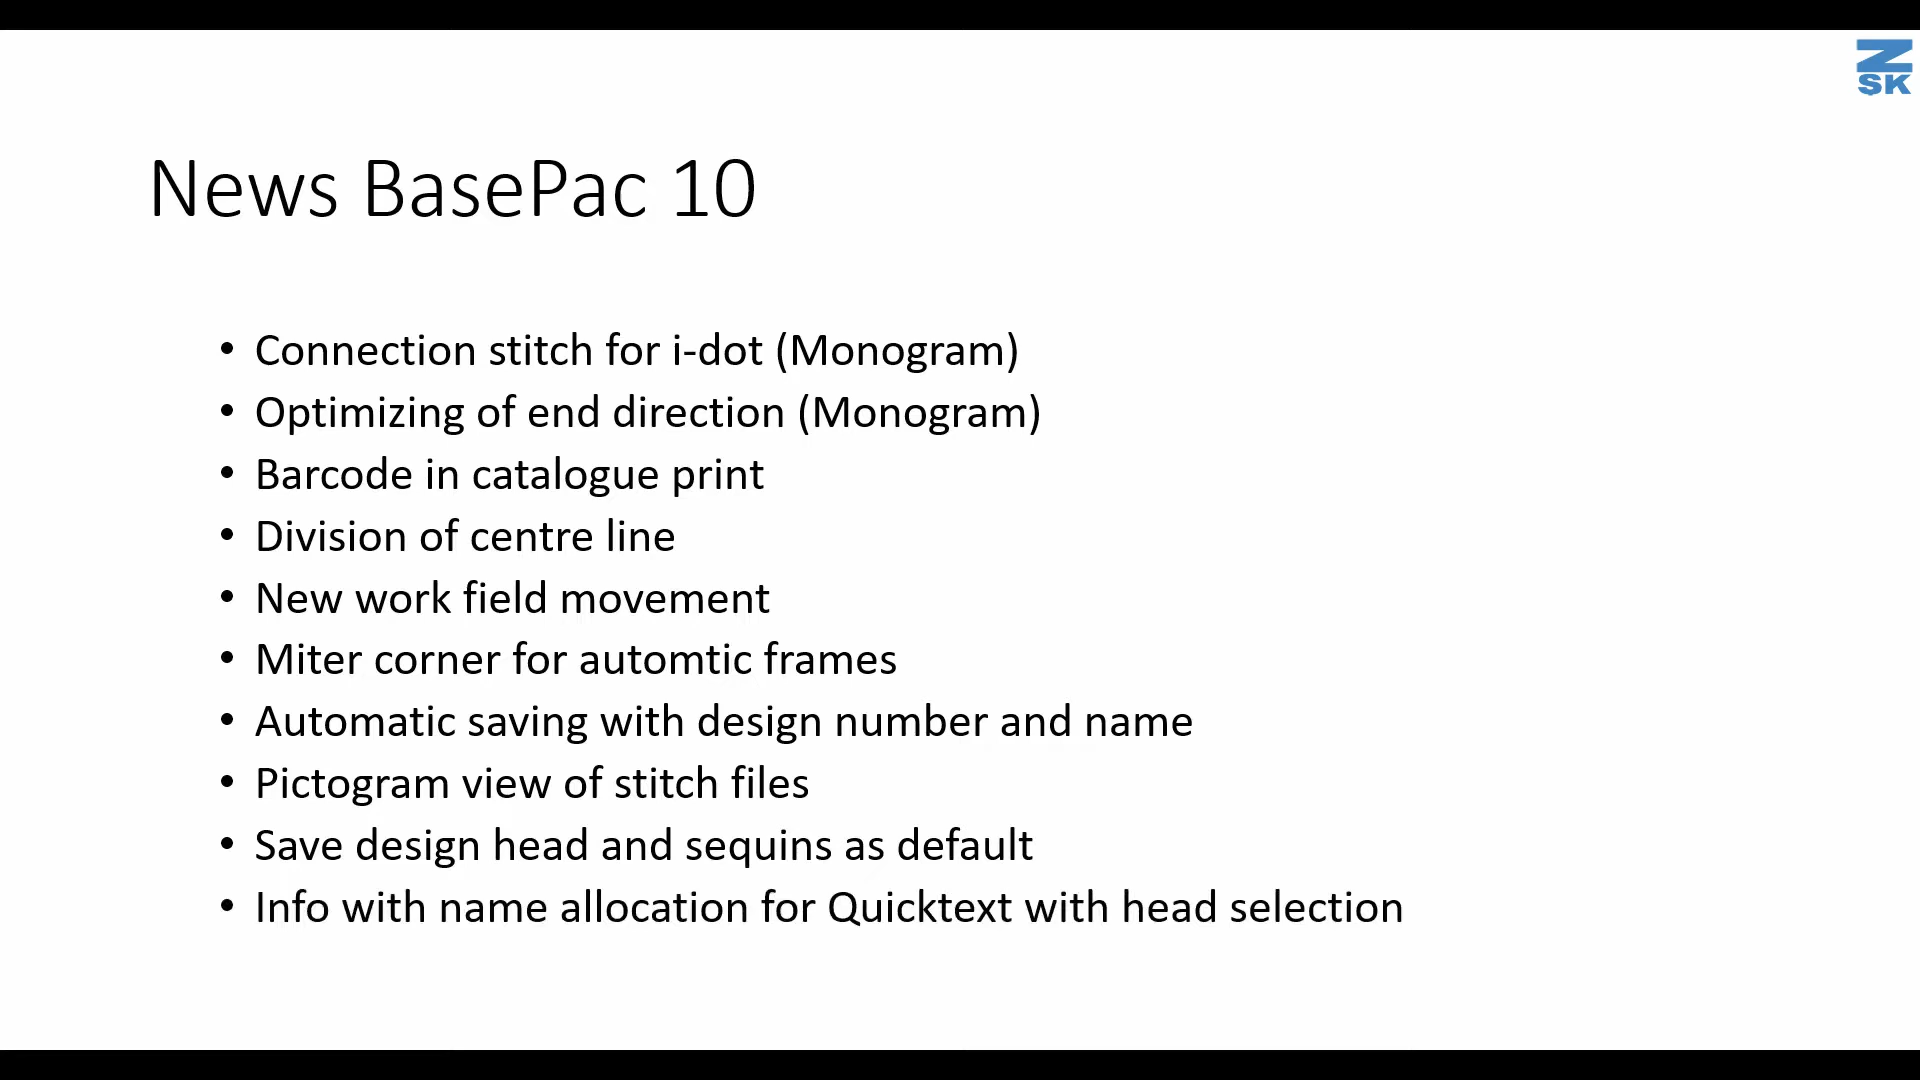 Z
SK
News BasePac 10
• Connection stitch for i-dot (Monogram)
• Optimizing of end direction (Monogram)
• Barcode in catalogue print
• Division of centre line
• New work field movement
• Miter corner for automtic frames
• Automatic saving with design number and name
• Pictogram view of stitch files
• Save design head and sequins as default
• Info with name allocation for Quicktext with head selection